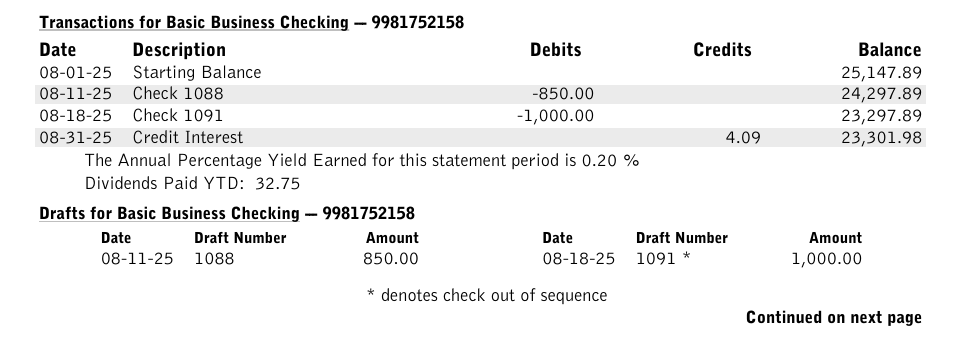 Transactions for Basic Business Checking — 9981752158
Date Description Debits Credits Balance
08-01-25 Starting Balance 25,147.89
08-11-25 Check 1088 -850.00 24,297.89
08-18-25 Check 1091 -1,000.00 23,297.89
08-31-25 Credit Interest 4.09 23,301.98
The Annual Percentage Yield Earned for this statement period is 0.20 %
Dividends Paid YTD: 32.75
Drafts for Basic Business Checking — 9981752158
Date Draft Number Amount Date Draft Number Amount
08-11-25 1088 850.00 08-18-25 1091 * 1,000.00
* denotes check out of sequence
Continued on next page